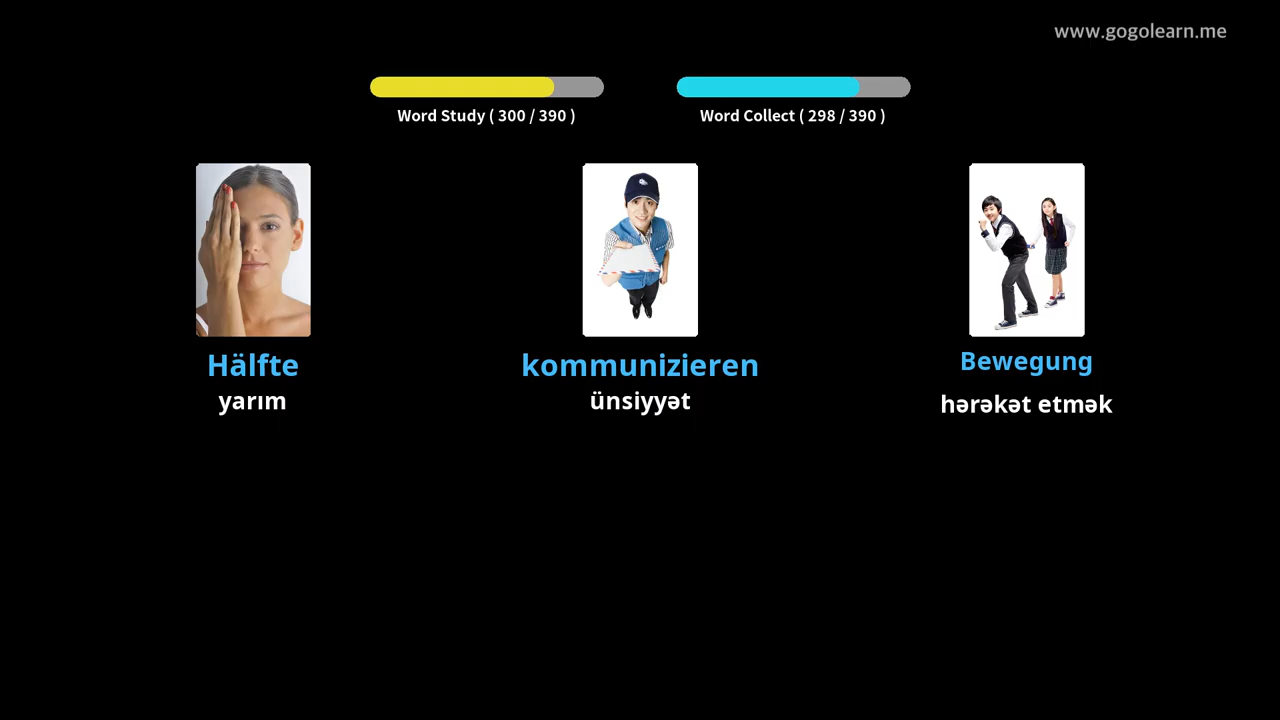 www.gogolearn.me
Word Study ( 300 / 390 )
Word Collect ( 298 / 390 )
Hälfte
yarım
kommunizieren
ünsiyyət
Bewegung
hərəkət etmək